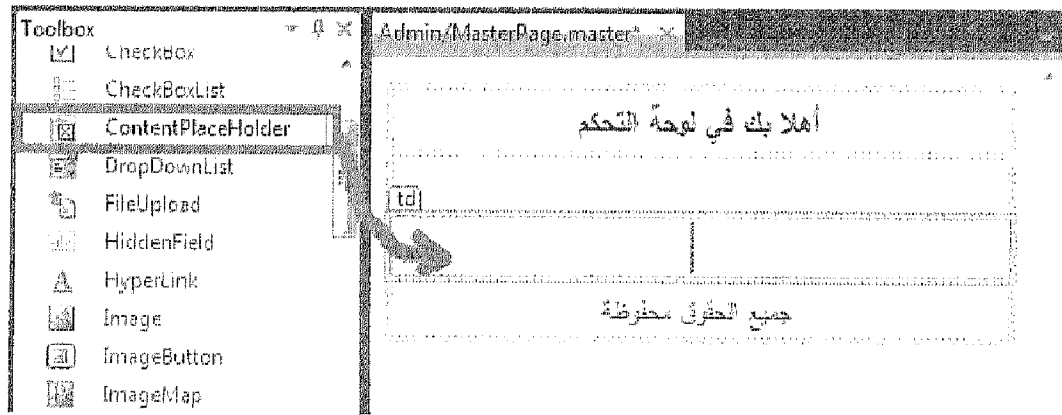 Toolbox
CheckBox
CheckBoxList
ContentPlaceHolder
DropDownList
FileUpload
HiddenField
HyperLink
Image
ImageButton
ImageMap
Admin/MasterPage.master*
أهلا بك في لوحة التحكم
td
جميع الحقوق محفوظة